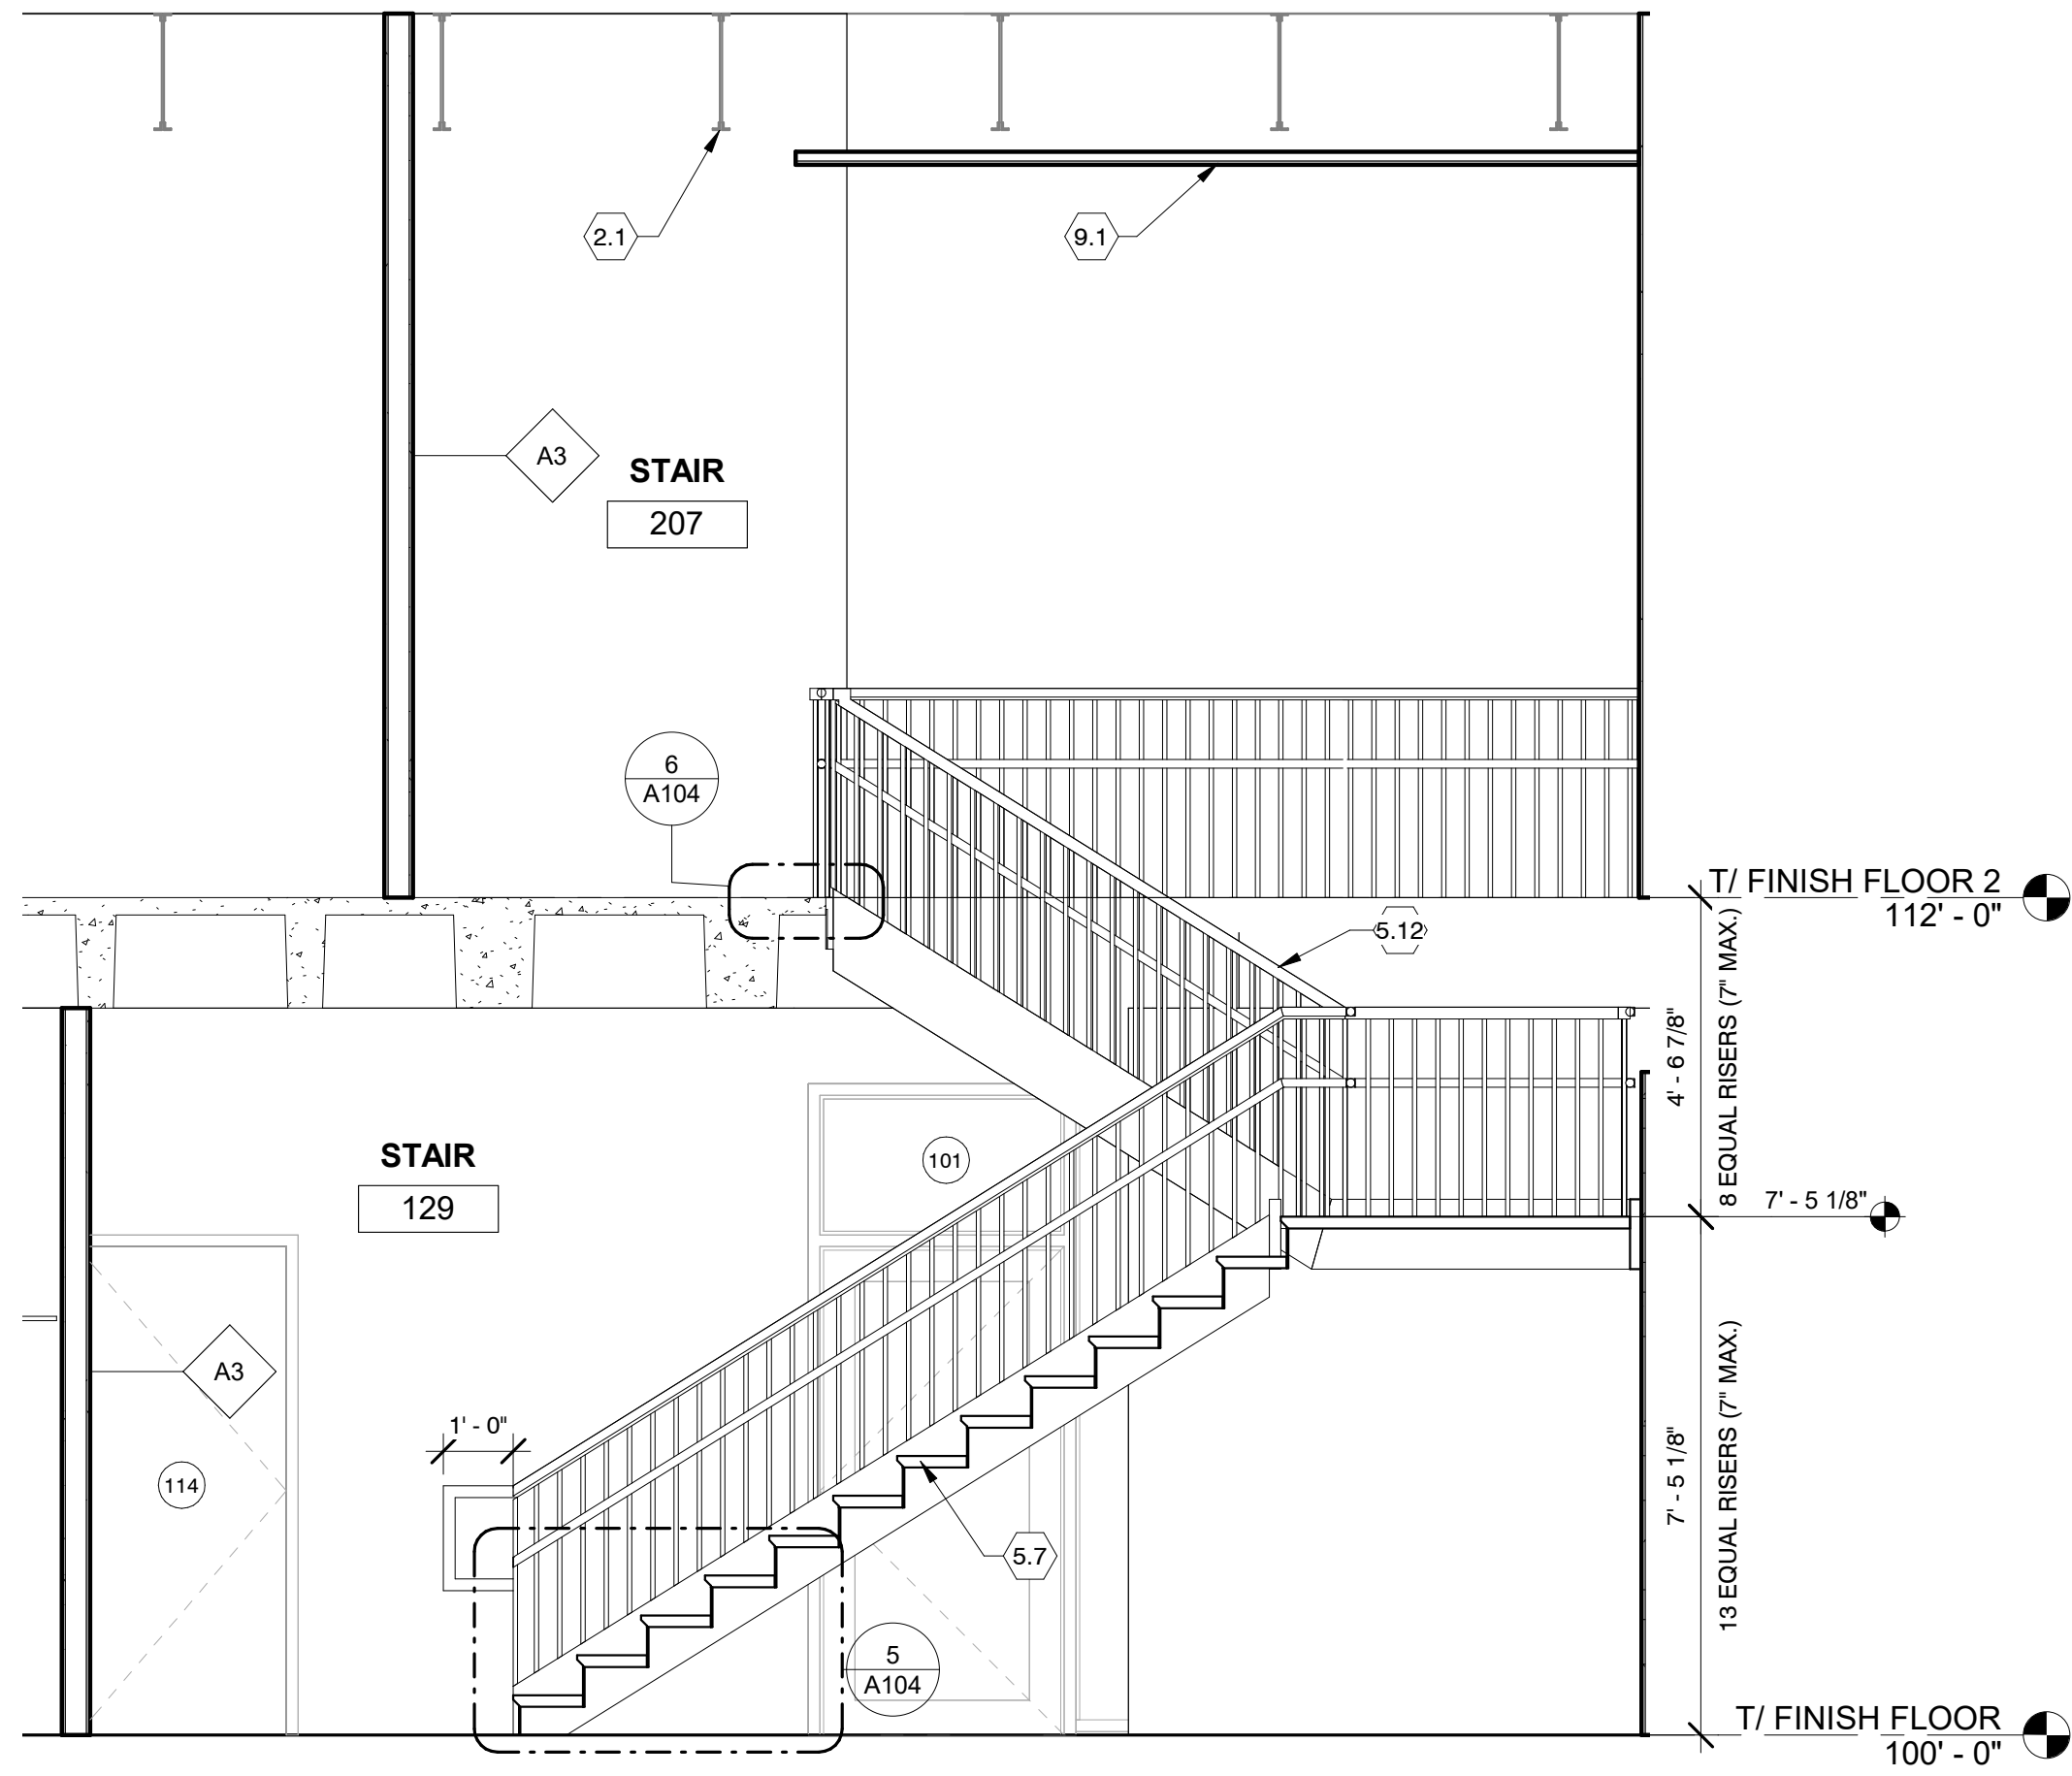 2.1
9.1
A3
STAIR
207
6
A104
T/ FINISH FLOOR 2
112' - 0"
5.12
4' - 6 7/8"
8 EQUAL RISERS (7" MAX.)
STAIR
129
101
7' - 5 1/8"
A3
1' - 0"
114
7' - 5 1/8"
13 EQUAL RISERS (7" MAX.)
5.7
5
A104
T/ FINISH FLOOR
100' - 0"